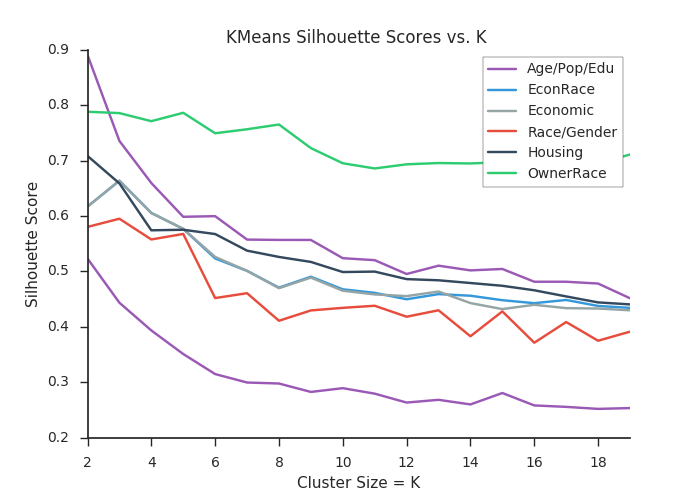 KMeans Silhouette Scores vs. K
Silhouette Score
0.9
0.8
0.7
0.6
0.5
0.4
0.3
0.2
Age/Pop/Edu
EconRace
Economic
Race/Gender
Housing
OwnerRace
2 4 6 8 10 12 14 16 18
Cluster Size = K